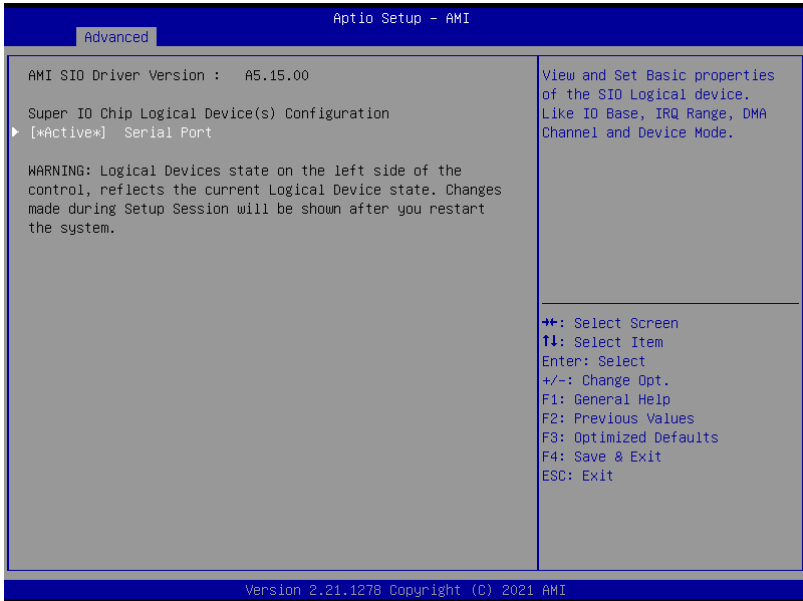 Aptio Setup - AMI
Advanced
AMI SIO Driver Version :   A5.15.00
Super IO Chip Logical Device(s) Configuration
[*Active*]  Serial Port
WARNING: Logical Devices state on the left side of the
control, reflects the current Logical Device state. Changes
made during Setup Session will be shown after you restart
the system.
View and Set Basic properties
of the SIO Logical device.
Like IO Base, IRQ Range, DMA
Channel and Device Mode.
→←: Select Screen
↑↓: Select Item
Enter: Select
+/-: Change Opt.
F1: General Help
F2: Previous Values
F3: Optimized Defaults
F4: Save & Exit
ESC: Exit
Version 2.21.1278 Copyright (C) 2021 AMI